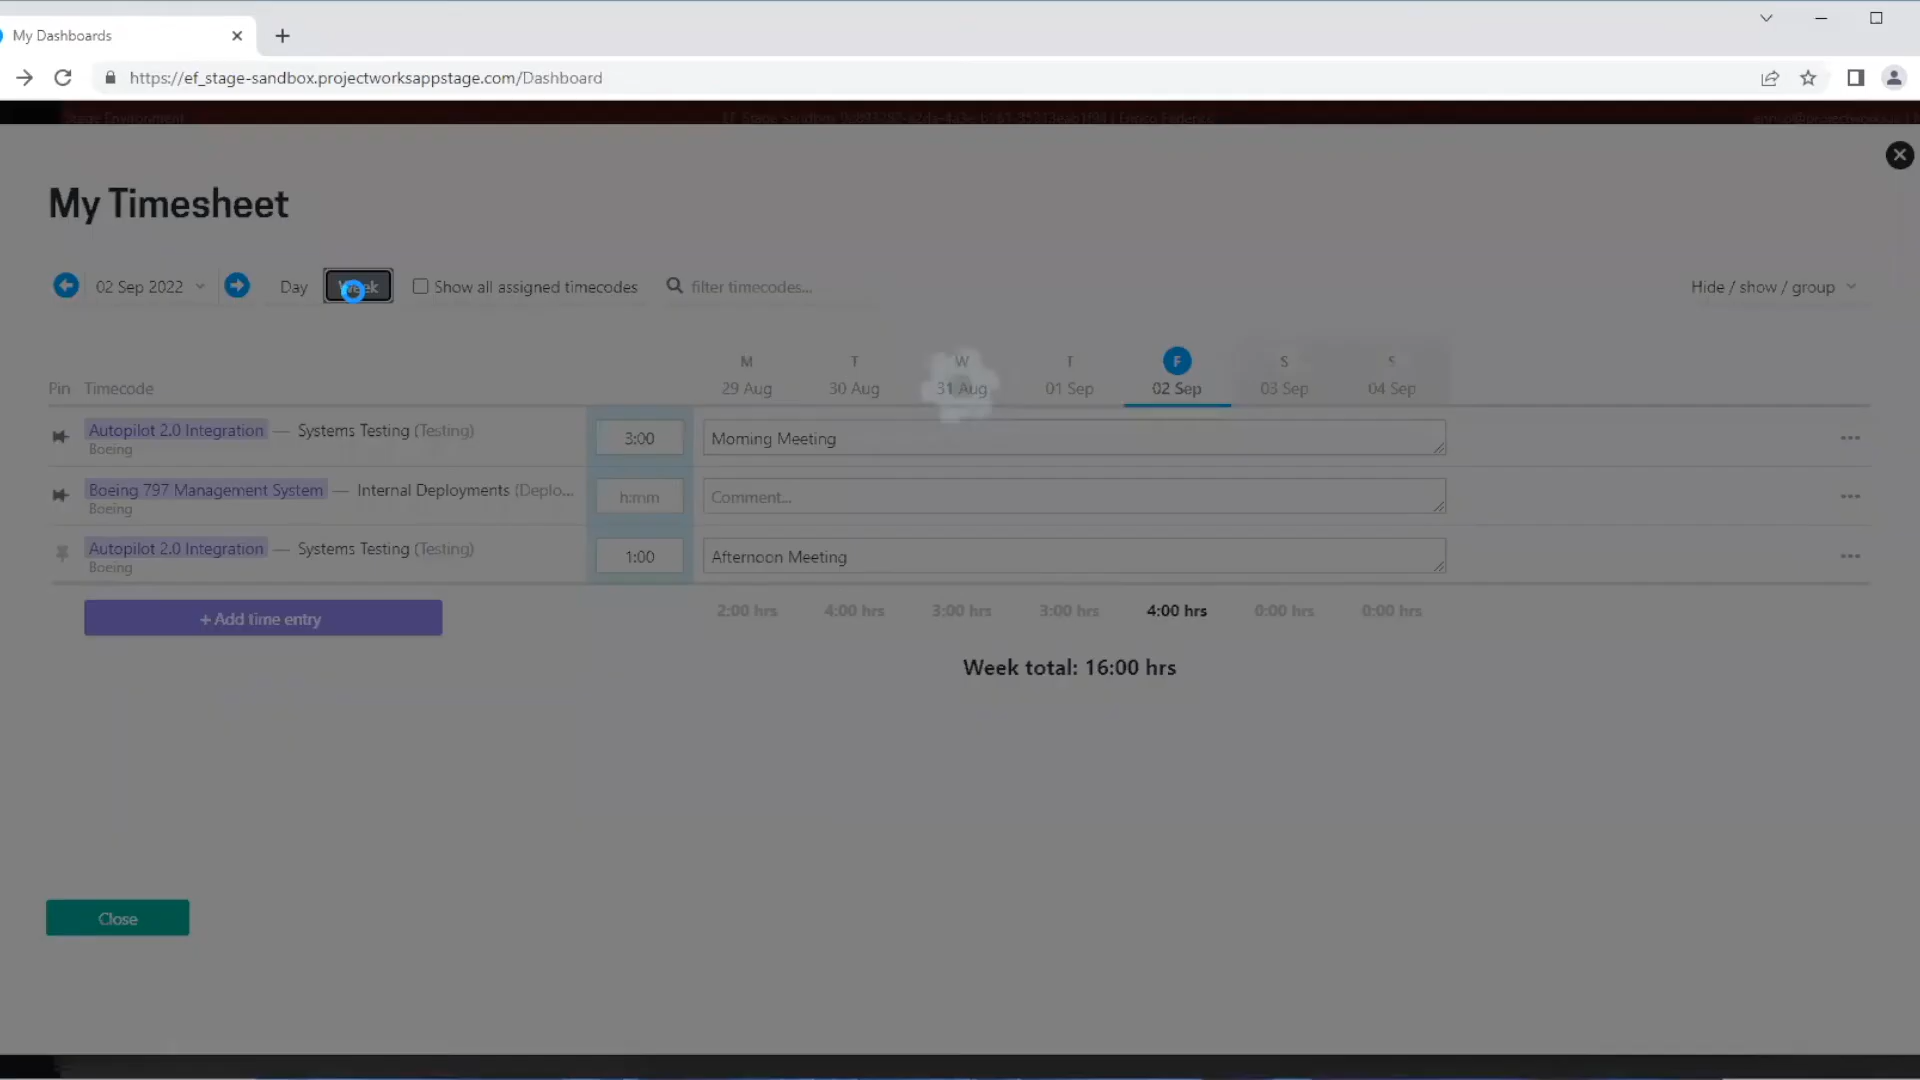 My Dashboards
https://ef_stage-sandbox.projectworksappstage.com/Dashboard
Stage Environment
My Timesheet
02 Sep 2022
Day
Week
Show all assigned timecodes
filter timecodes...
Hide / show / group
M T W T F S S
Pin Timecode 29 Aug 30 Aug 31 Aug 01 Sep 02 Sep 03 Sep 04 Sep
Autopilot 2.0 Integration — Systems Testing (Testing) 3:00 Morning Meeting
Boeing
Boeing 797 Management System — Internal Deployments (Deplo... h:mm Comment...
Boeing
Autopilot 2.0 Integration — Systems Testing (Testing) 1:00 Afternoon Meeting
Boeing
+ Add time entry 2:00 hrs 4:00 hrs 3:00 hrs 3:00 hrs 4:00 hrs 0:00 hrs 0:00 hrs
Week total: 16:00 hrs
Close